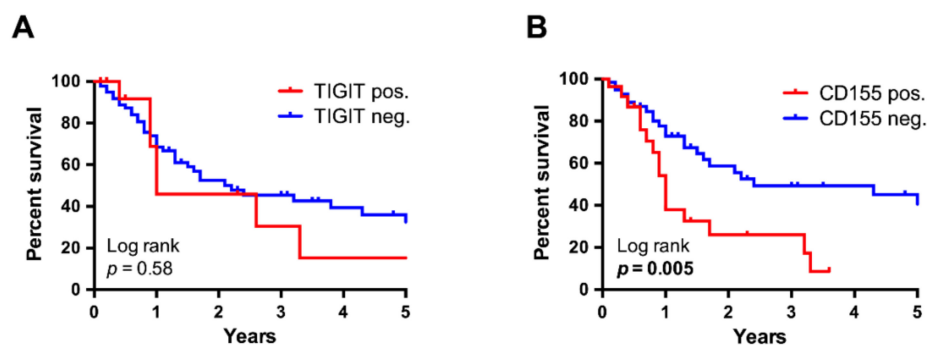 A
TIGIT pos.
TIGIT neg.
Percent survival
100
80
60
40
20
0
Log rank
p = 0.58
0 1 2 3 4 5
Years
B
CD155 pos.
CD155 neg.
Percent survival
100
80
60
40
20
0
Log rank
p = 0.005
0 1 2 3 4 5
Years